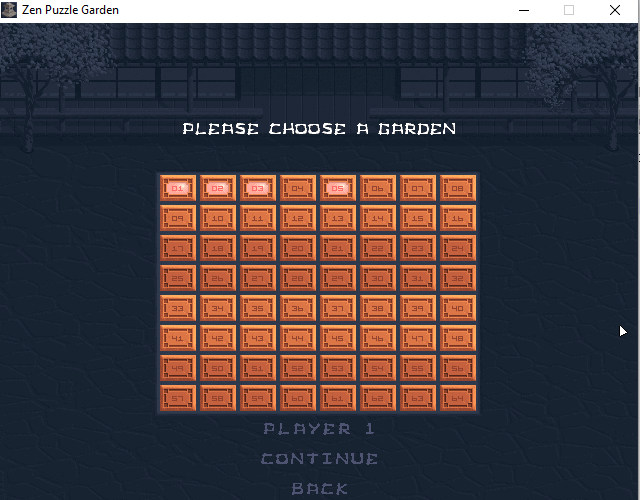 Zen Puzzle Garden
PLEASE CHOOSE A GARDEN
01 02 03 04 05 06 07 08
09 10 11 12 13 14 15 16
17 18 19 20 21 22 23 24
25 26 27 28 29 30 31 32
33 34 35 36 37 38 39 40
41 42 43 44 45 46 47 48
49 50 51 52 53 54 55 56
57 58 59 60 61 62 63 64
PLAYER 1
CONTINUE
BACK